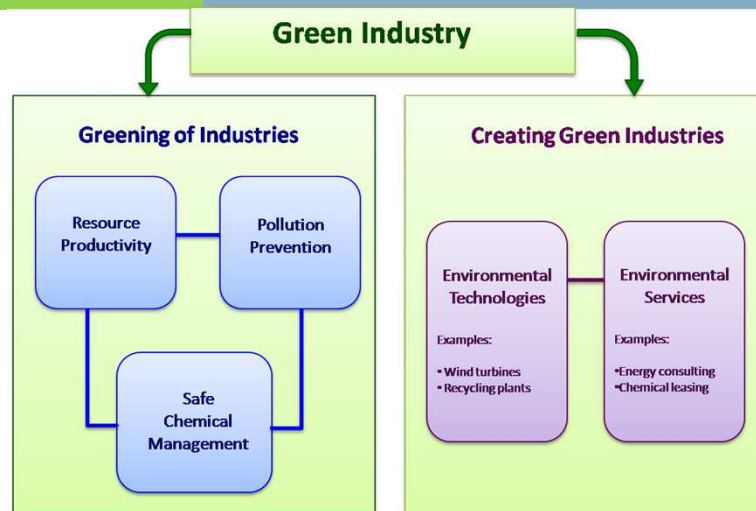 Green Industry
Greening of Industries
Resource
Productivity
Pollution
Prevention
Safe
Chemical
Management
Creating Green Industries
Environmental
Technologies
Examples:
• Wind turbines
• Recycling plants
Environmental
Services
Examples:
•Energy consulting
•Chemical leasing